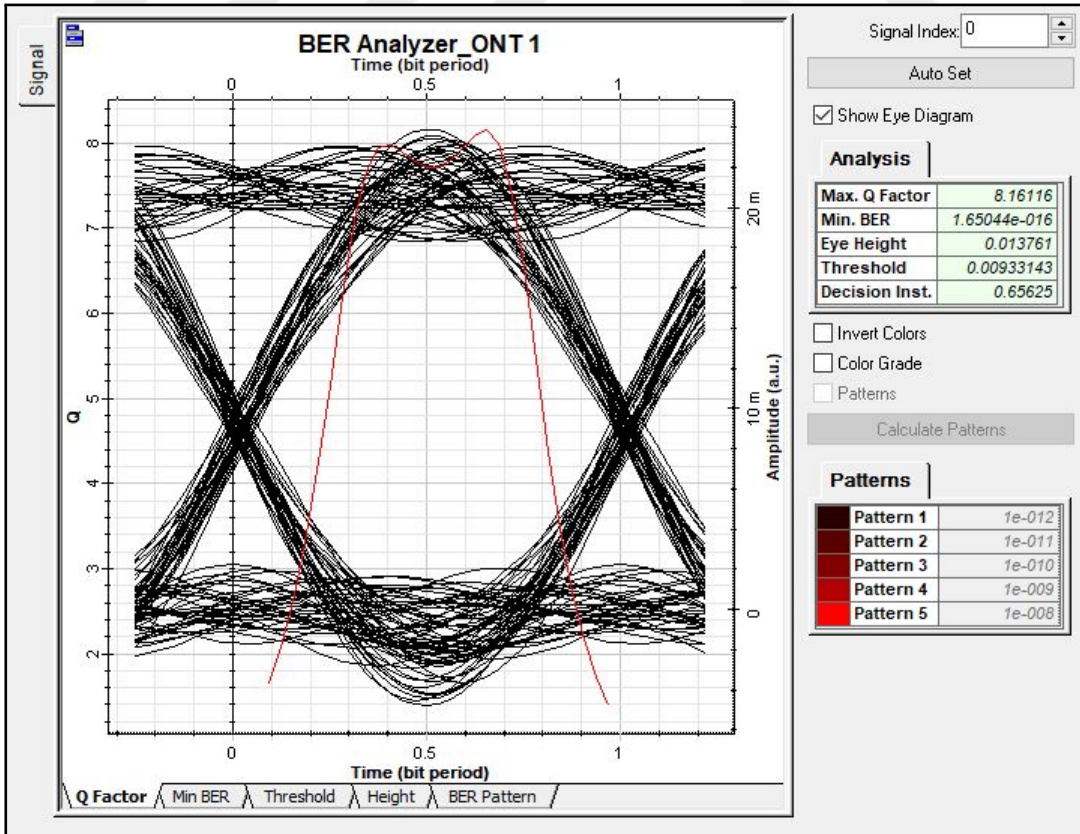 Signal
BER Analyzer_ONT 1
Time (bit period)
0 0.5 1
8
7
6
5
4
3
2
Q
20 m
10 m
0
Amplitude (a.u.)
0 0.5 1
Time (bit period)
Q Factor Min BER Threshold Height BER Pattern
Signal Index: 0
Auto Set
Show Eye Diagram
Analysis
Max. Q Factor 8.16116
Min. BER 1.65044e-016
Eye Height 0.013761
Threshold 0.00933143
Decision Inst. 0.65625
Invert Colors
Color Grade
Patterns
Calculate Patterns
Patterns
Pattern 1 1e-012
Pattern 2 1e-011
Pattern 3 1e-010
Pattern 4 1e-009
Pattern 5 1e-008